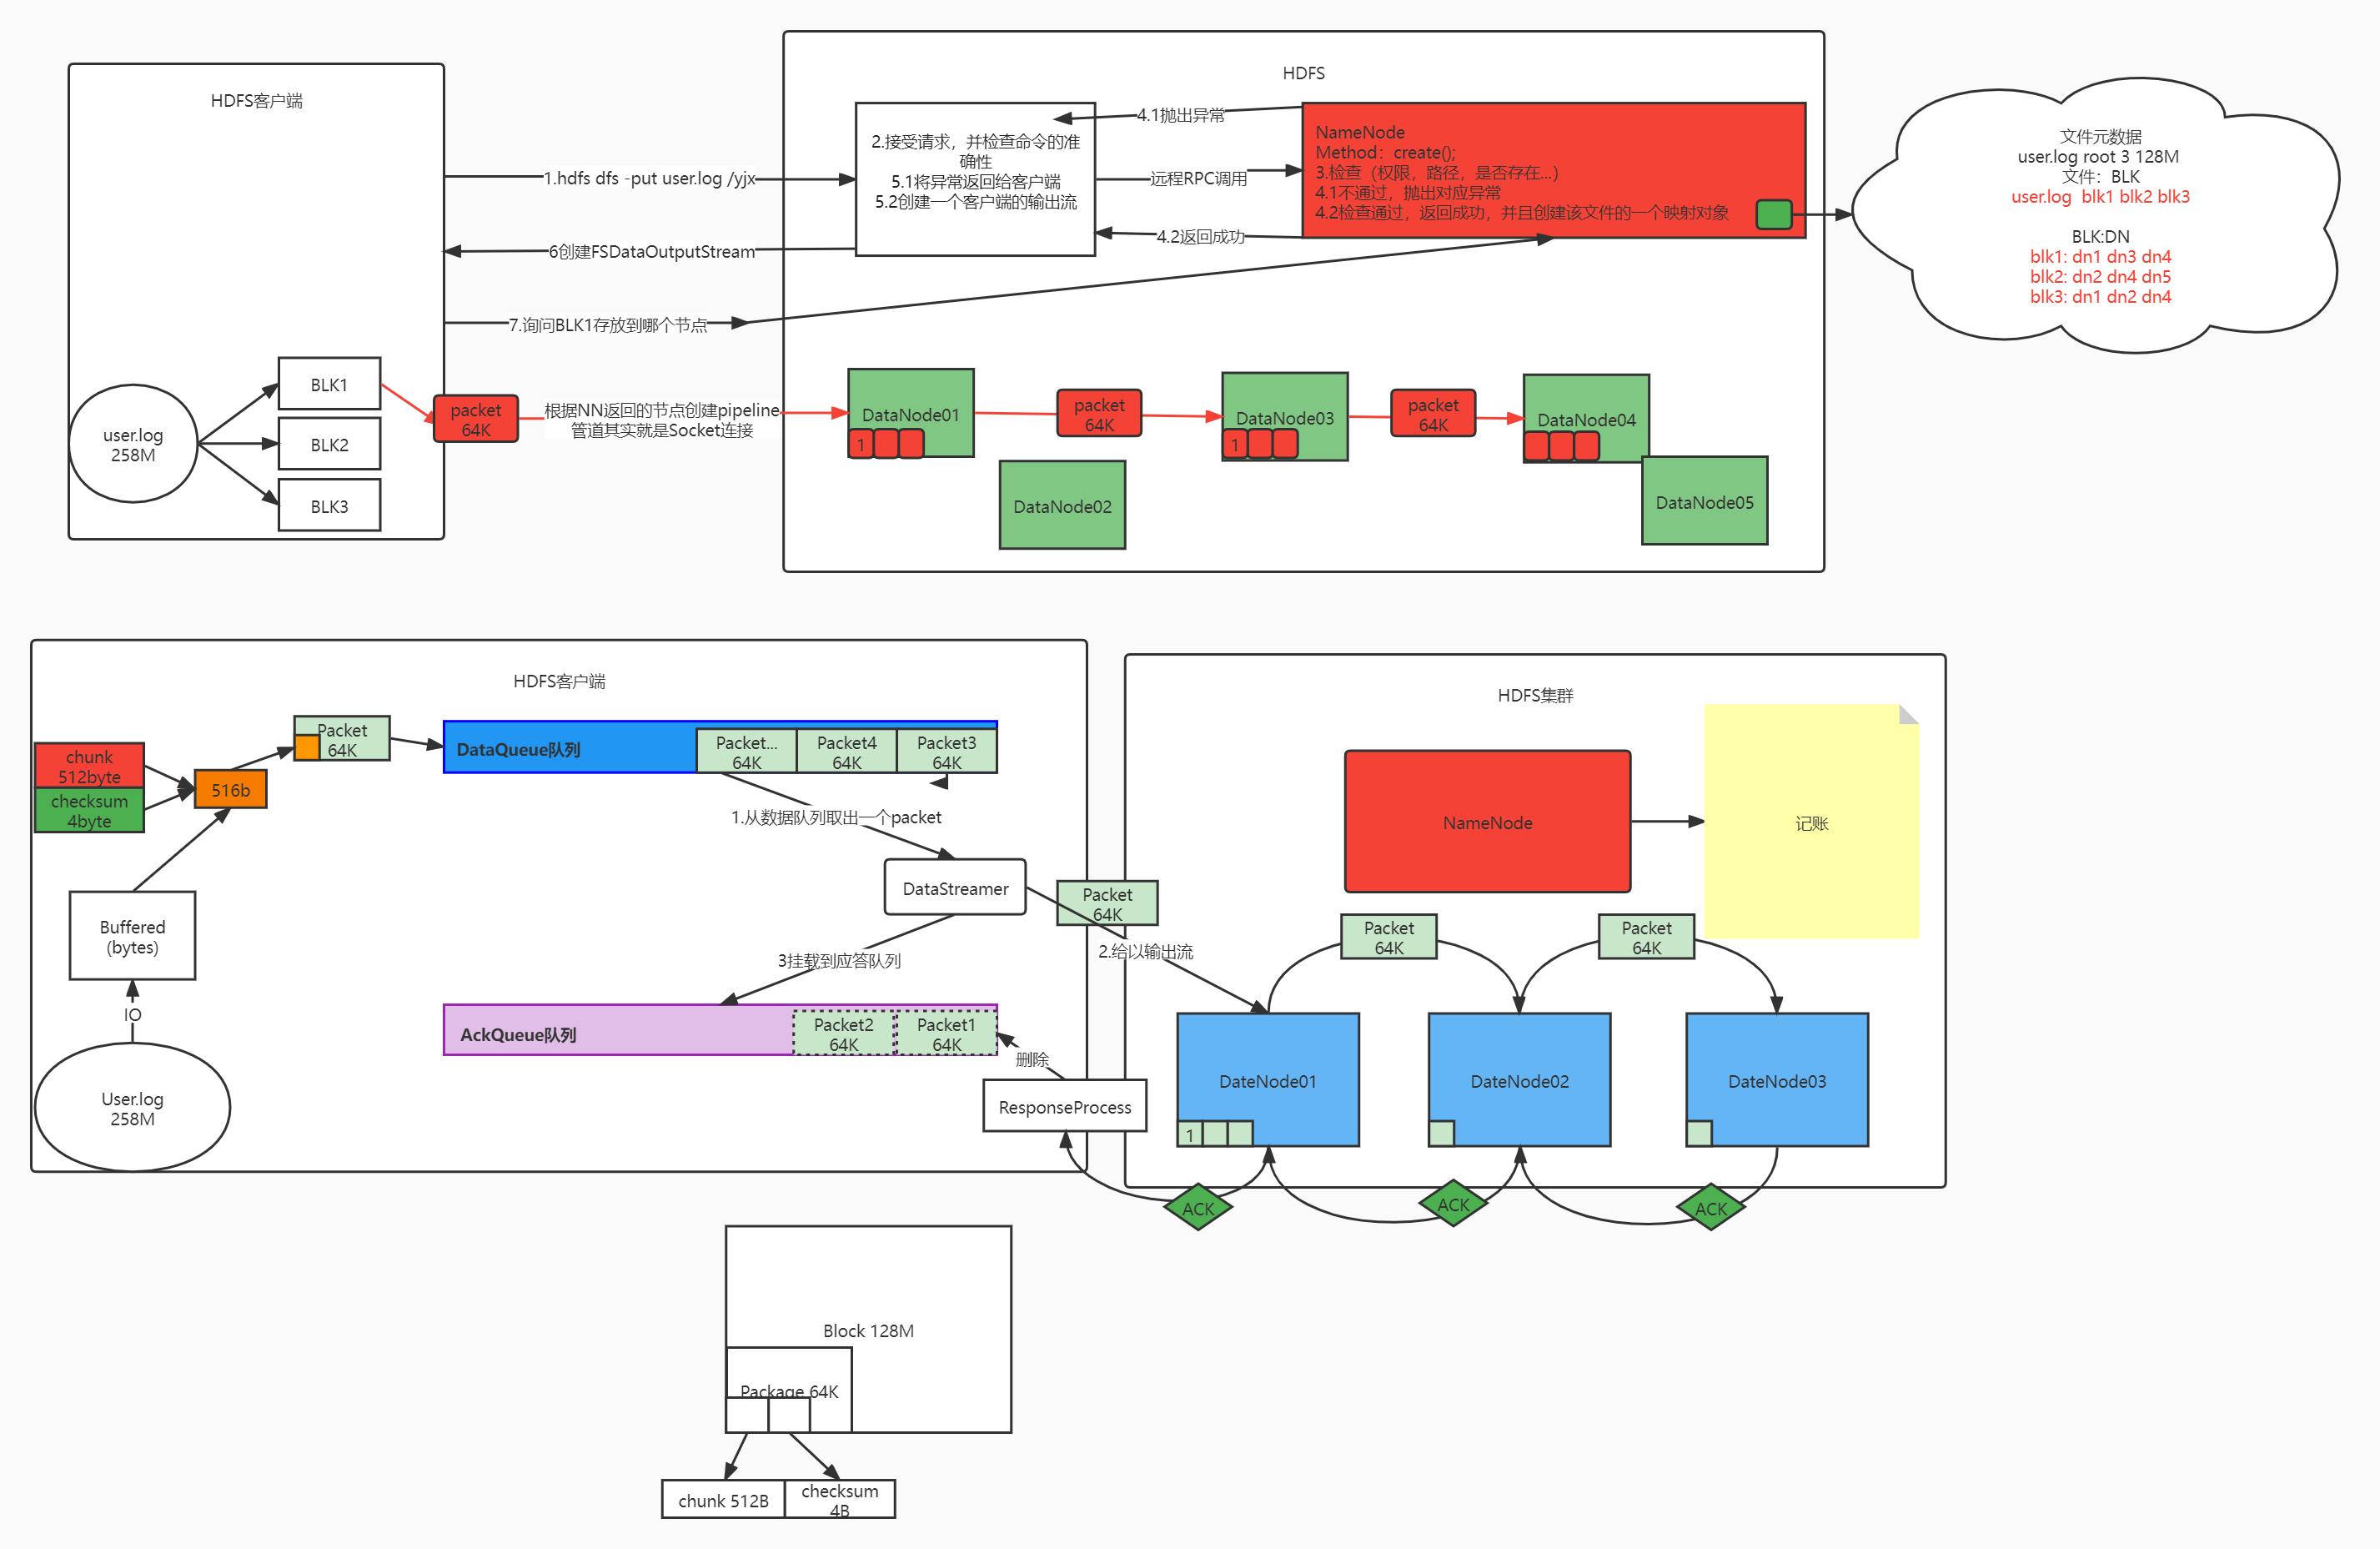 HDFS客户端
user.log
258M
BLK1
BLK2
BLK3
packet
64K
1.hdfs dfs -put user.log /yjx
6创建FSDataOutputStream
7.询问BLK1存放到哪个节点
根据NN返回的节点创建pipeline
管道其实就是Socket连接
HDFS
2.接受请求，并检查命令的准
确性
5.1将异常返回给客户端
5.2创建一个客户端的输出流
4.1抛出异常
远程RPC调用
4.2返回成功
NameNode
Method：create();
3.检查（权限，路径，是否存在...）
4.1不通过，抛出对应异常
4.2检查通过，返回成功，并且创建该文件的一个映射对象
文件元数据
user.log root 3 128M
文件：BLK
user.log  blk1 blk2 blk3
BLK:DN
blk1: dn1 dn3 dn4
blk2: dn2 dn4 dn5
blk3: dn1 dn2 dn4
DataNode01
1
packet
64K
DataNode03
1
packet
64K
DataNode04
DataNode02
DataNode05
HDFS客户端
chunk
512byte
checksum
4byte
516b
Packet
64K
DataQueue队列
Packet...
64K
Packet4
64K
Packet3
64K
1.从数据队列取出一个packet
DataStreamer
Buffered
(bytes)
IO
User.log
258M
3挂载到应答队列
AckQueue队列
Packet2
64K
Packet1
64K
删除
ResponseProcess
Packet
64K
2.给以输出流
HDFS集群
NameNode
记账
Packet
64K
Packet
64K
DateNode01
1
DateNode02
DateNode03
ACK
ACK
ACK
Block 128M
Package 64K
chunk 512B
checksum
4B